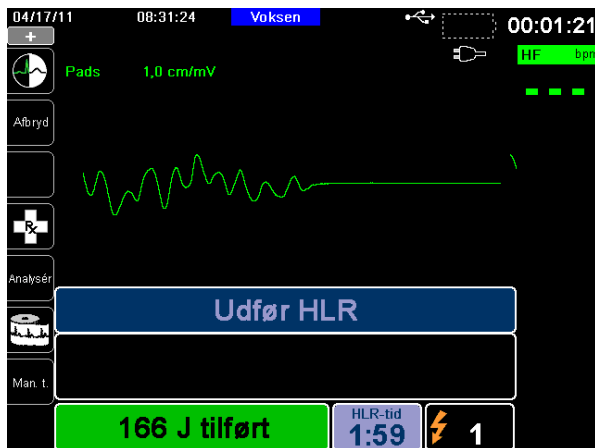 04/17/11 08:31:24 Voksen 00:01:21
+
HF bpm
Pads 1,0 cm/mV
- - -
Afbryd
Rx
Analysér
Udfør HLR
Man. t.
166 J tilført
HLR-tid
1:59
1